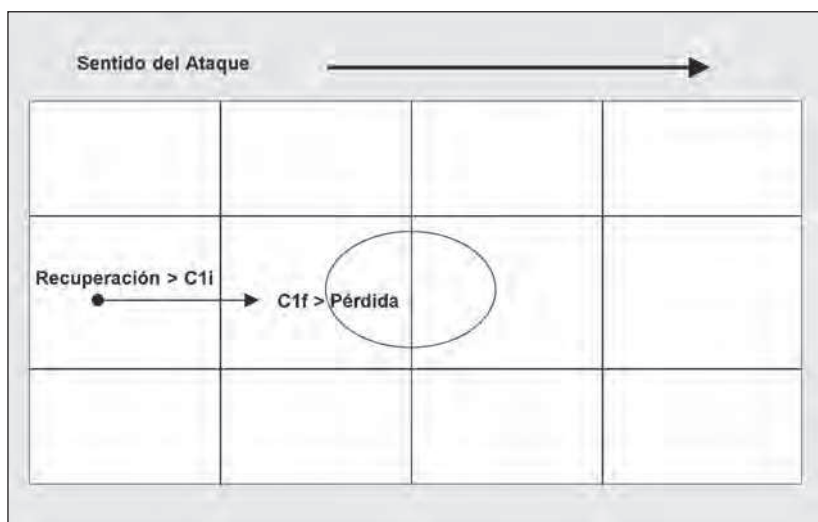 Sentido del Ataque
Recuperación > C1i
C1f > Pérdida